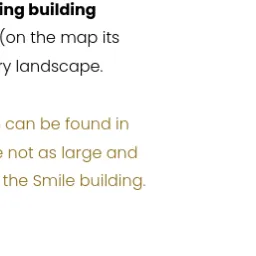 ing building
(on the map its
ry landscape.
can be found in
not as large and
the Smile building.